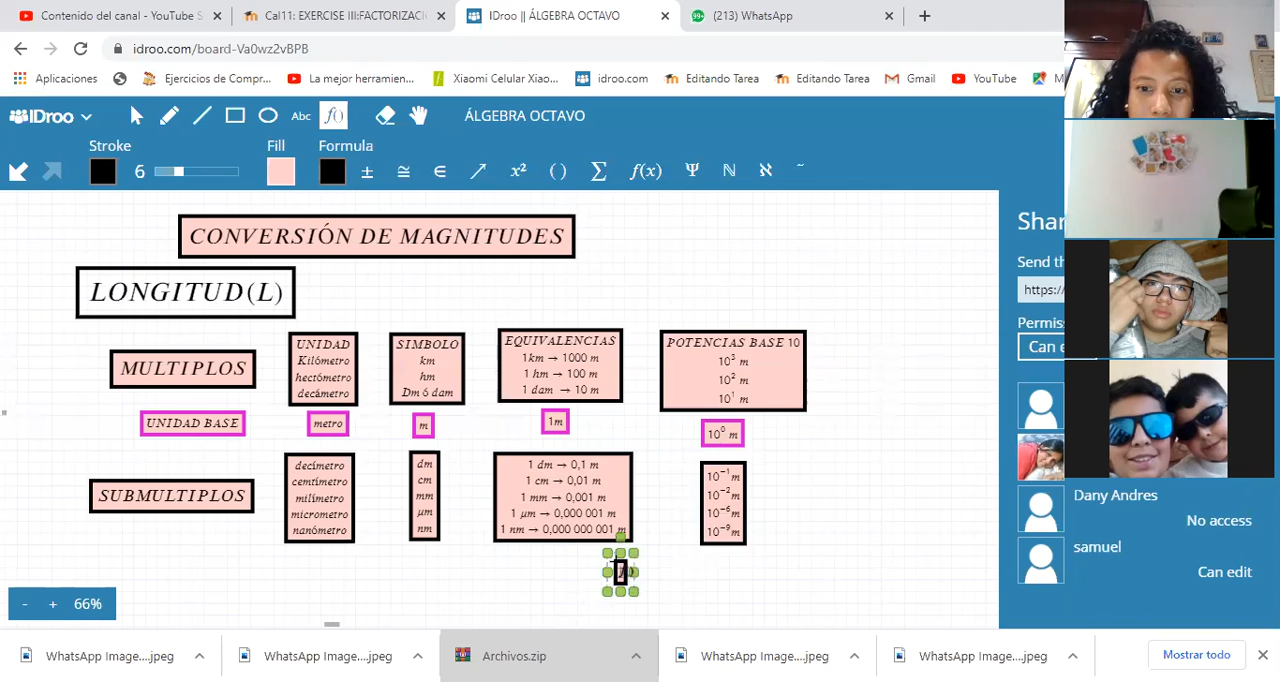 Contenido del canal - YouTube S
Cal11: EXERCISE III:FACTORIZACI
IDroo || ÁLGEBRA OCTAVO
99+
(213) WhatsApp
idroo.com/board-Va0wz2vBPB
Aplicaciones
Ejercicios de Compr...
La mejor herramien...
Xiaomi Celular Xiao...
idroo.com
Editando Tarea
Editando Tarea
Gmail
YouTube
M
IDroo
Abc
f()
ÁLGEBRA OCTAVO
Stroke
Fill
Formula
6
± ≅ ∈ x² ( ) ∑ f(x) Ψ ℕ ℵ ~
CONVERSIÓN DE MAGNITUDES
LONGITUD(L)
MULTIPLOS
UNIDAD
Kilómetro
hectómetro
decámetro
SIMBOLO
km
hm
Dm ó dam
EQUIVALENCIAS
1km → 1000 m
1 hm → 100 m
1 dam → 10 m
POTENCIAS BASE 10
10³ m
10² m
10¹ m
UNIDAD BASE
metro
m
1m
10⁰ m
SUBMULTIPLOS
decímetro
centímetro
milímetro
micrometro
nanómetro
dm
cm
mm
μm
nm
1 dm → 0,1 m
1 cm → 0,01 m
1 mm → 0,001 m
1 μm → 0,000 001 m
1 nm → 0,000 000 001 m
10⁻¹ m
10⁻² m
10⁻⁶ m
10⁻⁹ m
- + 66%
Shar
Send th
https:/
Permis
Can e
Dany Andres
No access
samuel
Can edit
WhatsApp Image....jpeg
WhatsApp Image....jpeg
Archivos.zip
WhatsApp Image....jpeg
WhatsApp Image....jpeg
Mostrar todo